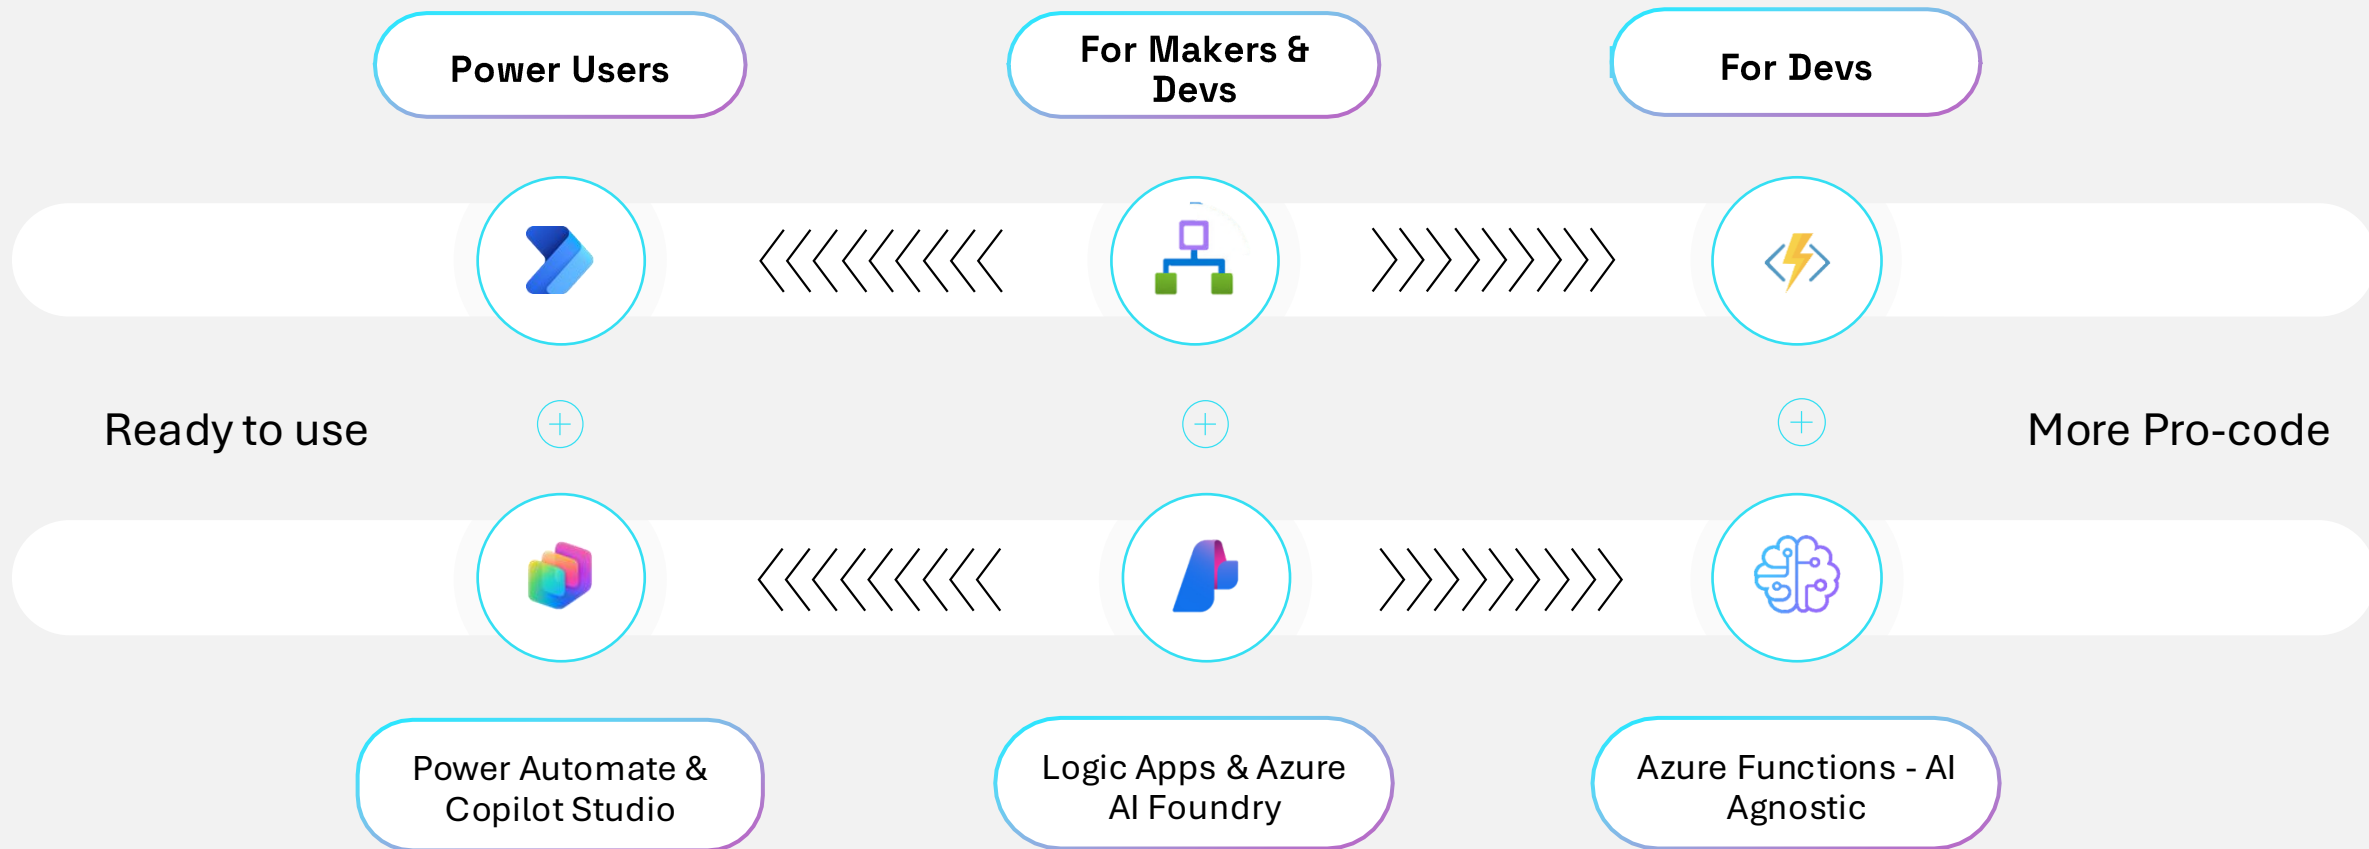 Power Users
For Makers &
Devs
For Devs
Ready to use
More Pro-code
Power Automate &
Copilot Studio
Logic Apps & Azure
AI Foundry
Azure Functions - AI
Agnostic